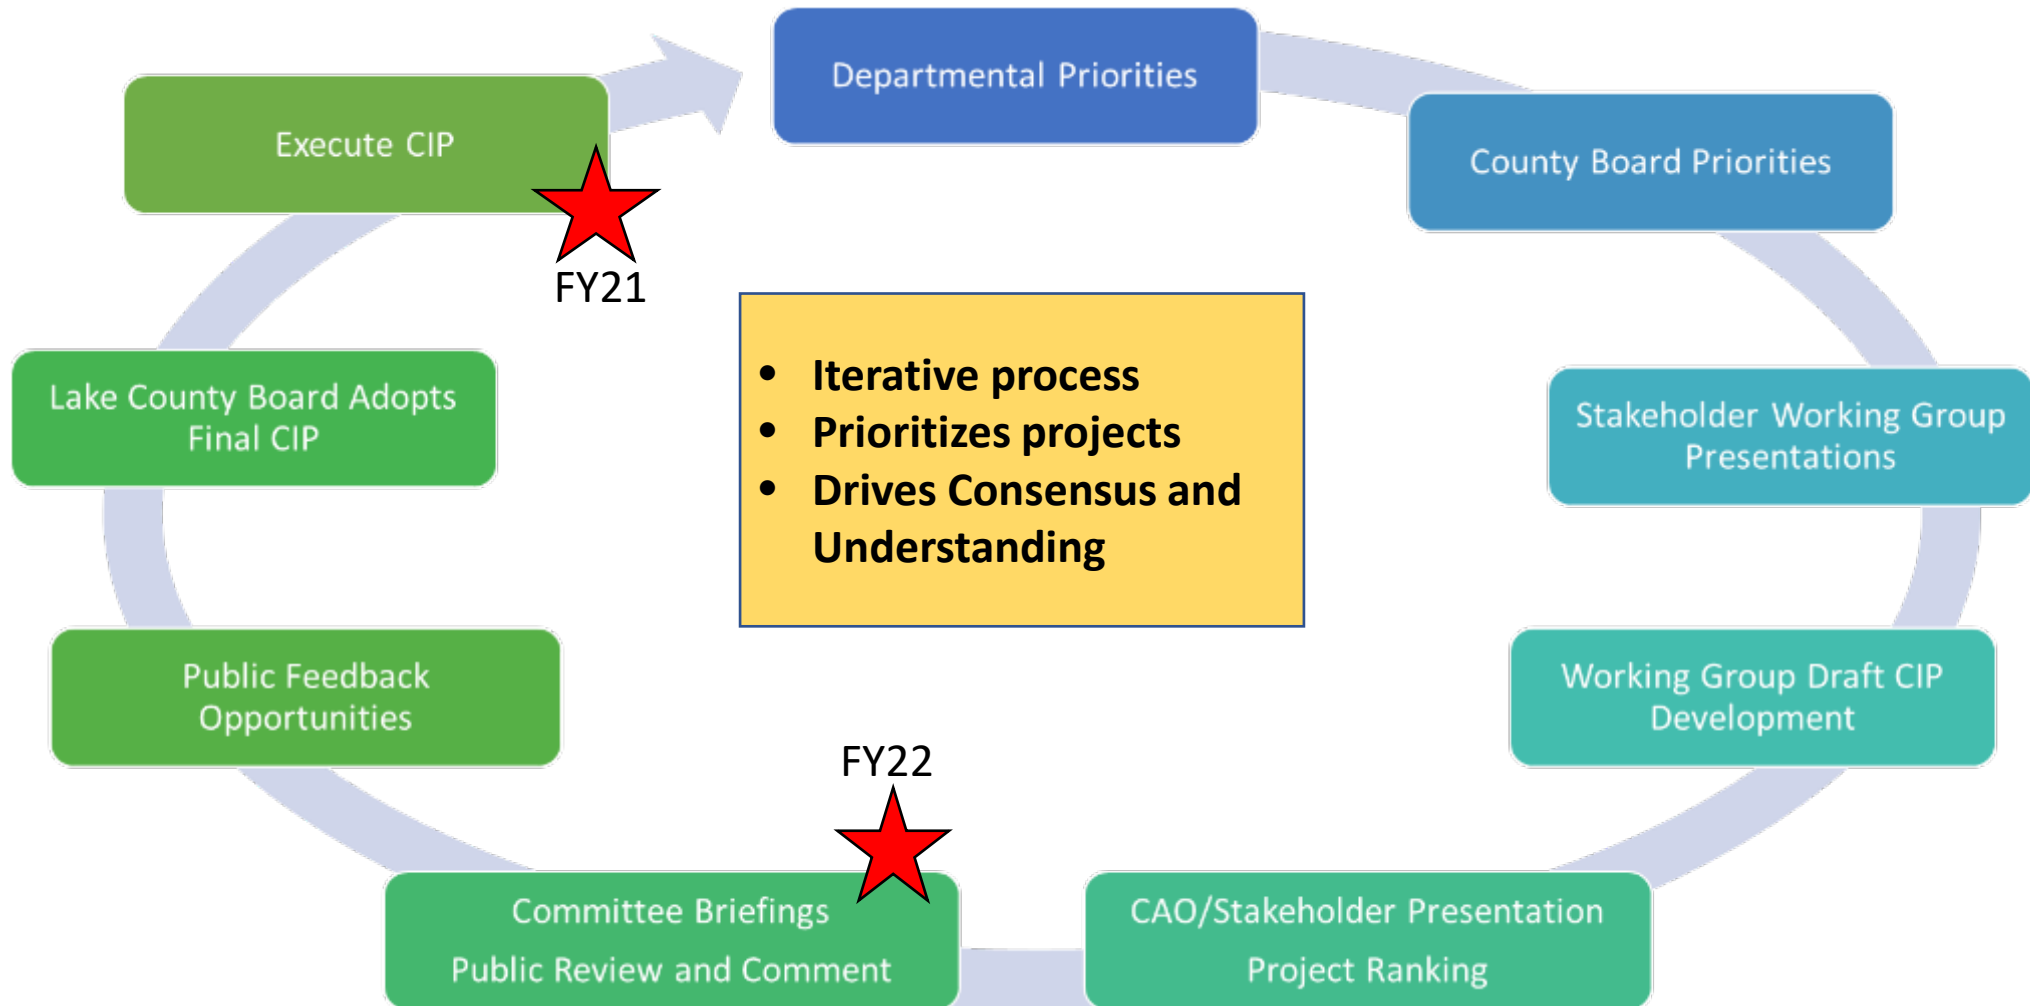 Departmental Priorities
County Board Priorities
Stakeholder Working Group
Presentations
Working Group Draft CIP
Development
CAO/Stakeholder Presentation
Project Ranking
FY22
Committee Briefings
Public Review and Comment
Public Feedback
Opportunities
Lake County Board Adopts
Final CIP
Execute CIP
FY21
• Iterative process
• Prioritizes projects
• Drives Consensus and
Understanding